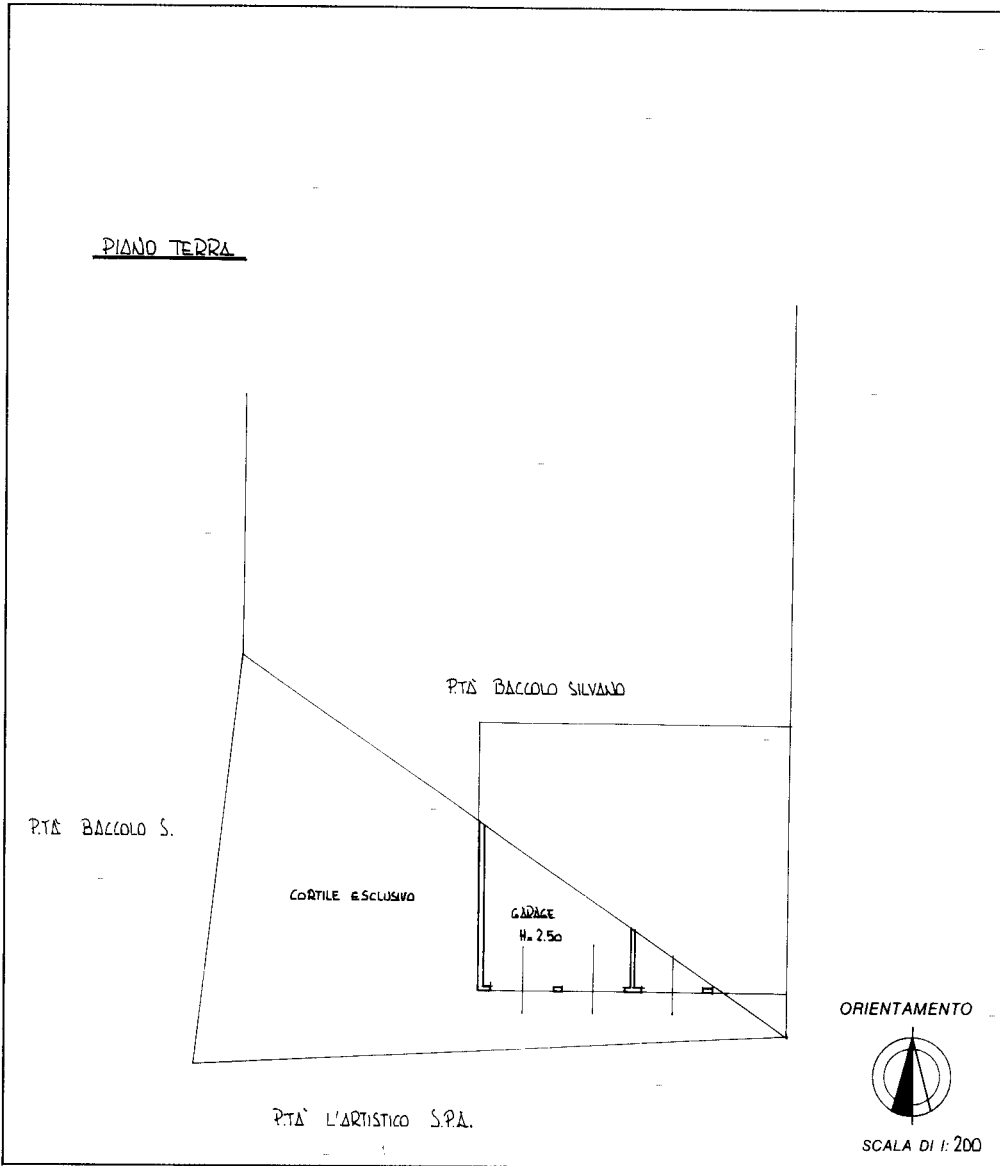 PIANO TERRA
P.TÀ BACCOLO SILVANO
P.TÀ BACCOLO S.
CORTILE ESCLUSIVO
GARAGE
H= 2.50
ORIENTAMENTO
P.TÀ L'ARTISTICO S.P.A.
SCALA DI 1: 200